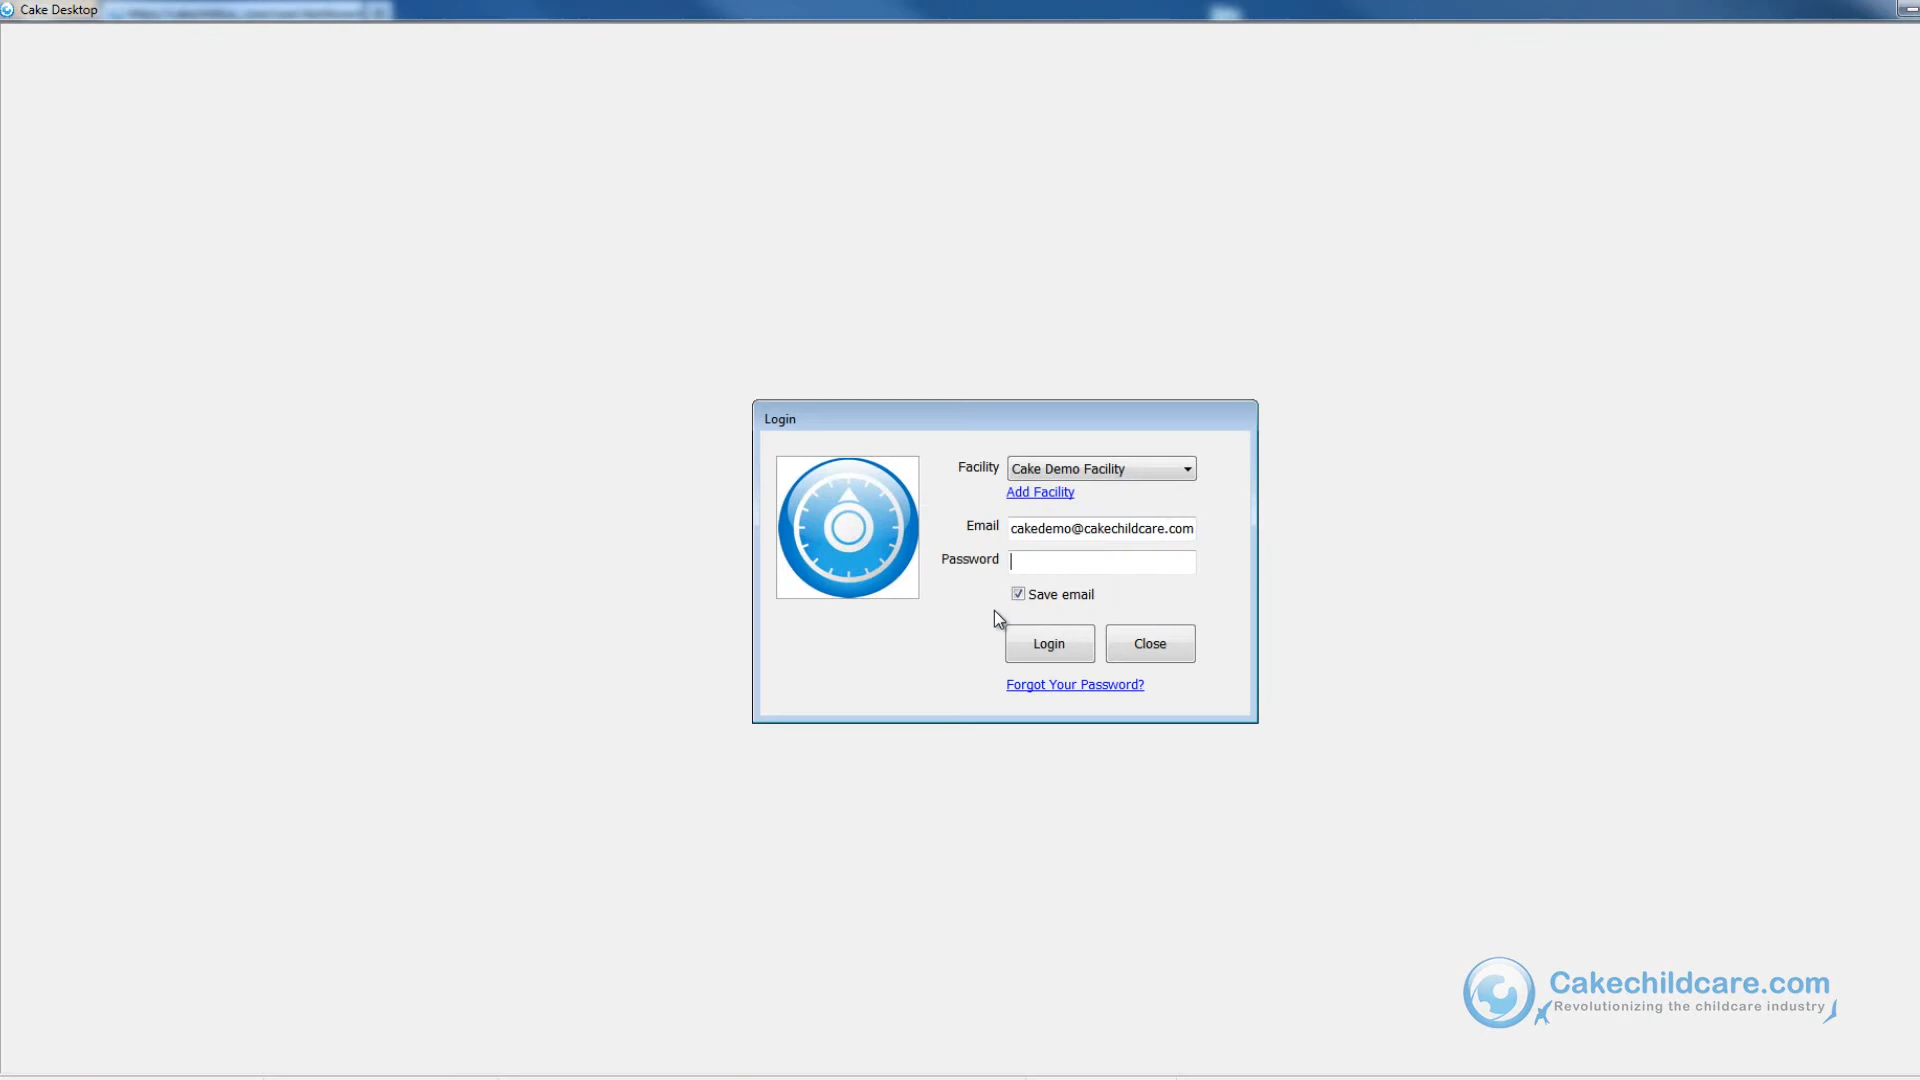 Cake Desktop
Login
Facility
Cake Demo Facility
Add Facility
Email
cakedemo@cakechildcare.com
Password
Save email
Login
Close
Forgot Your Password?
Cakechildcare.com
Revolutionizing the childcare industry